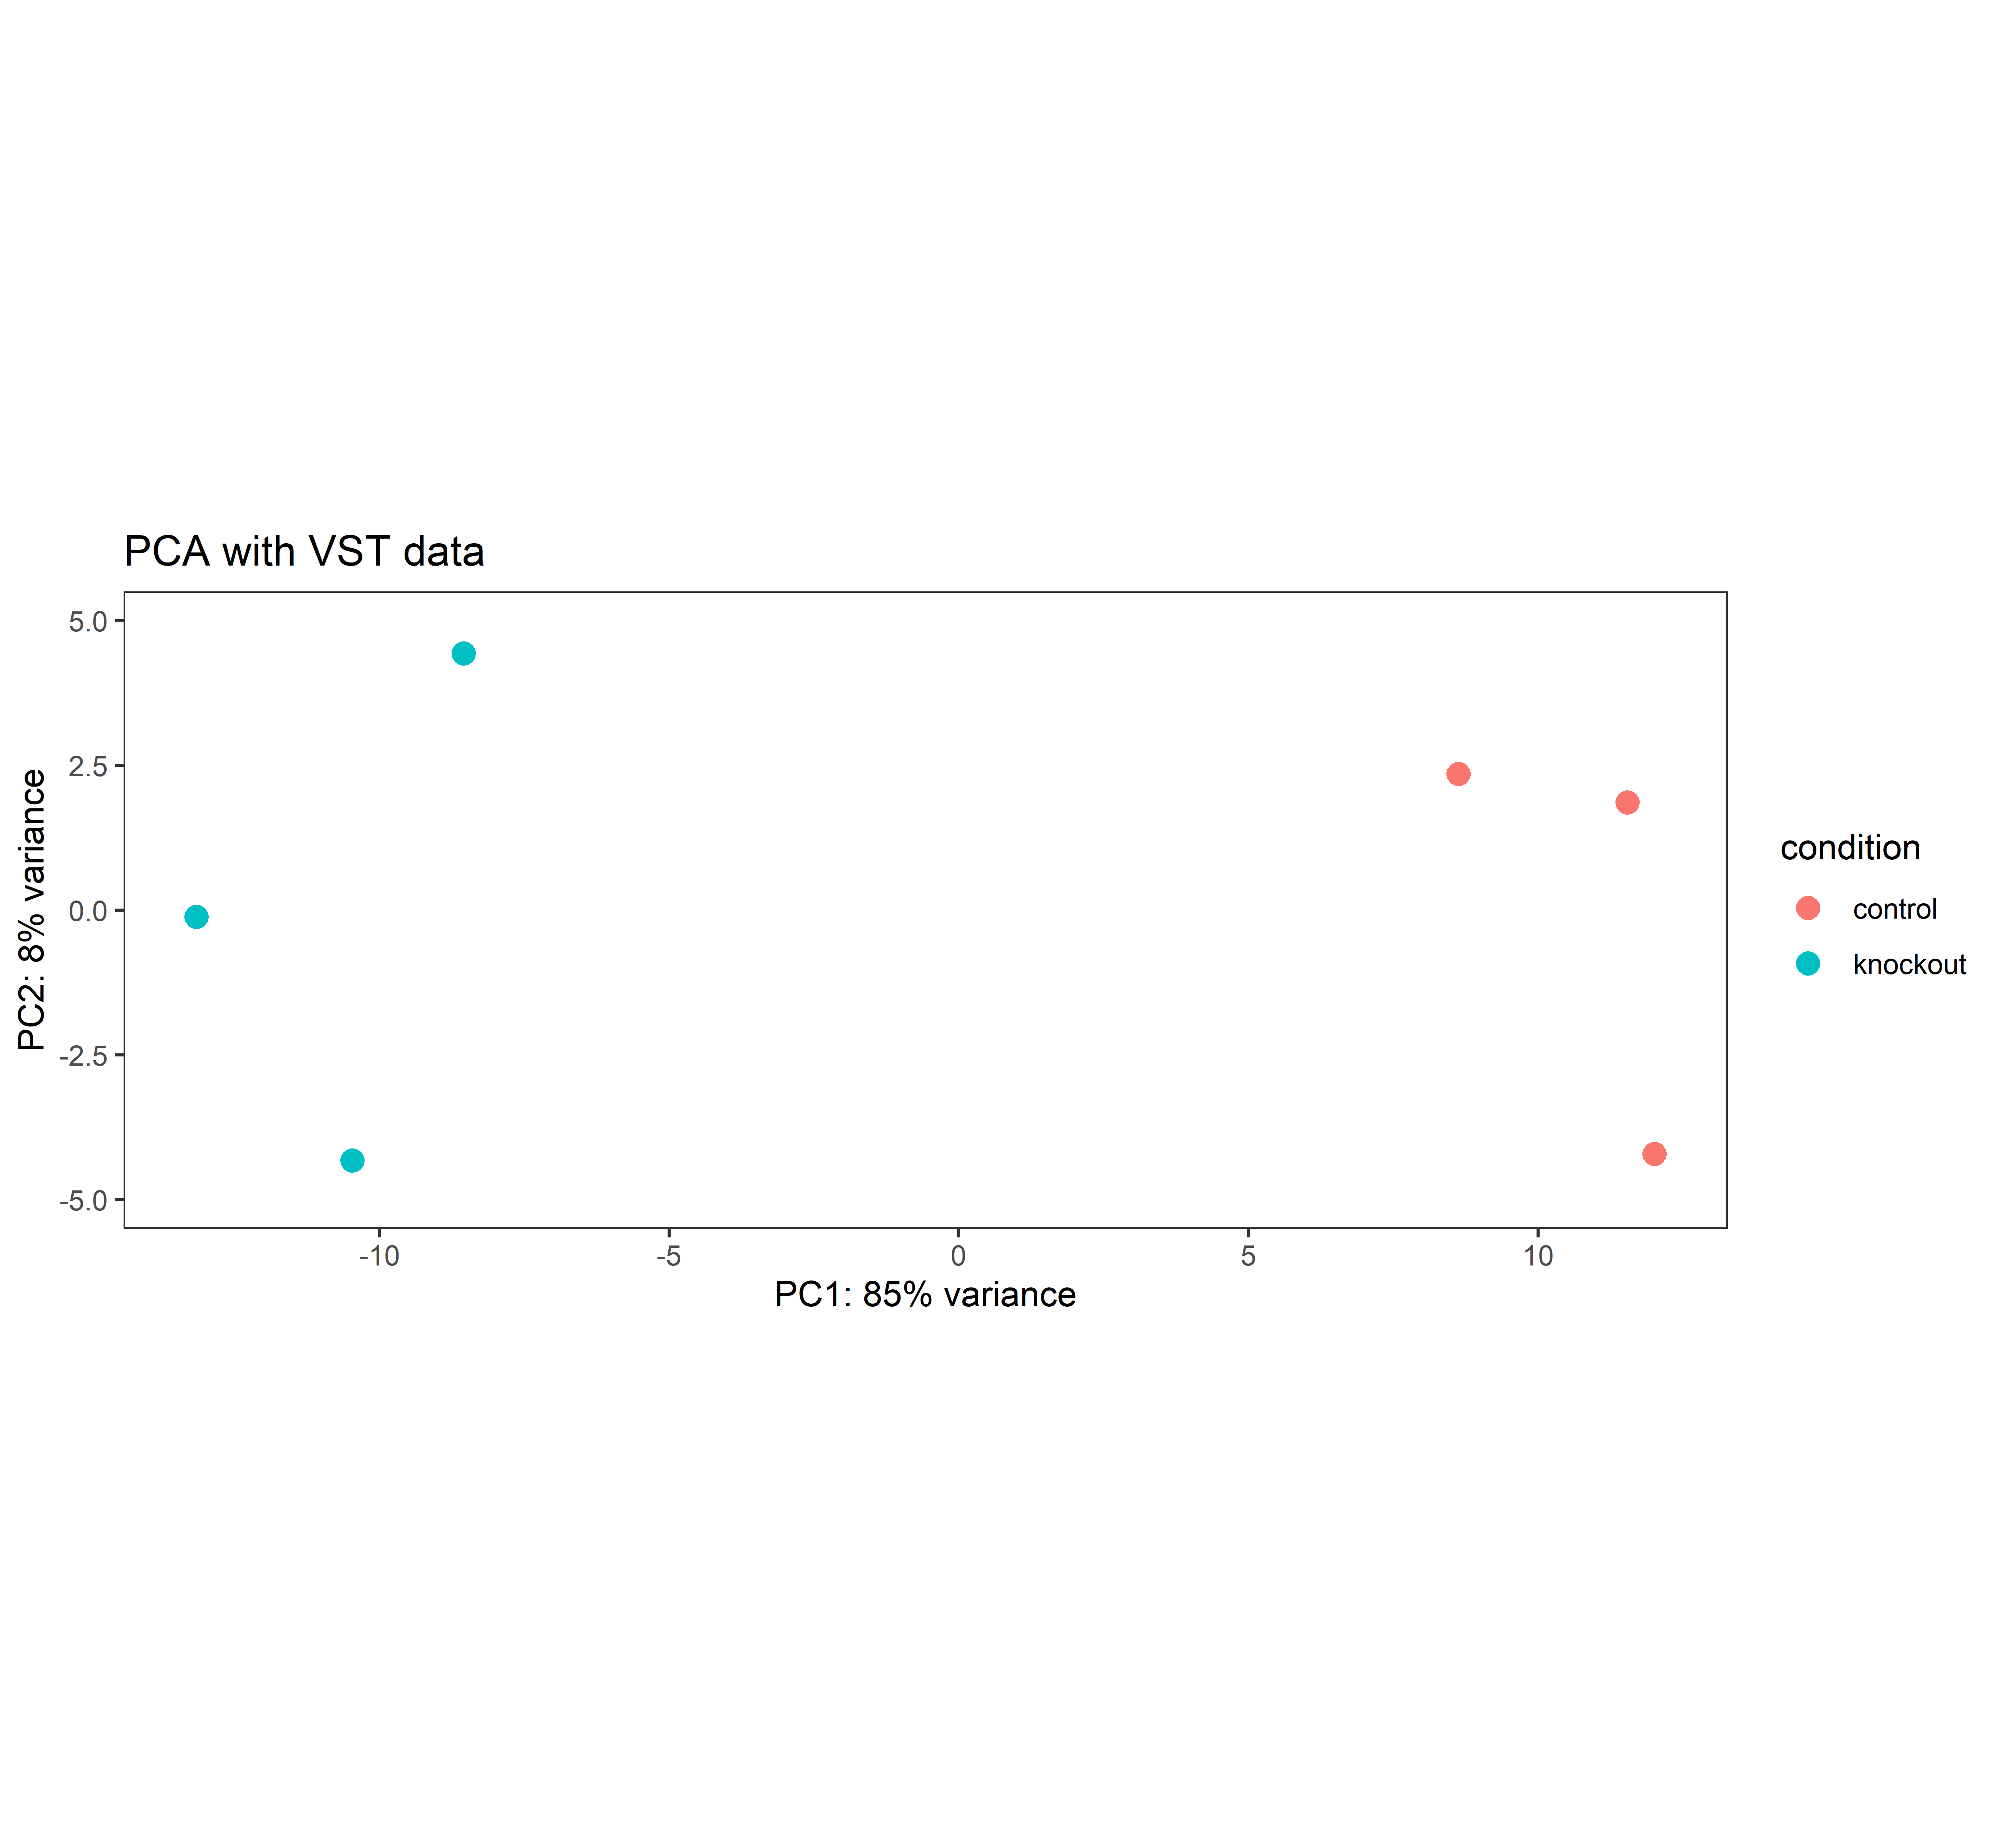 PCA with VST data
5.0
2.5
0.0
-2.5
-5.0
PC2: 8% variance
-10
-5
0
5
10
PC1: 85% variance
condition
control
knockout